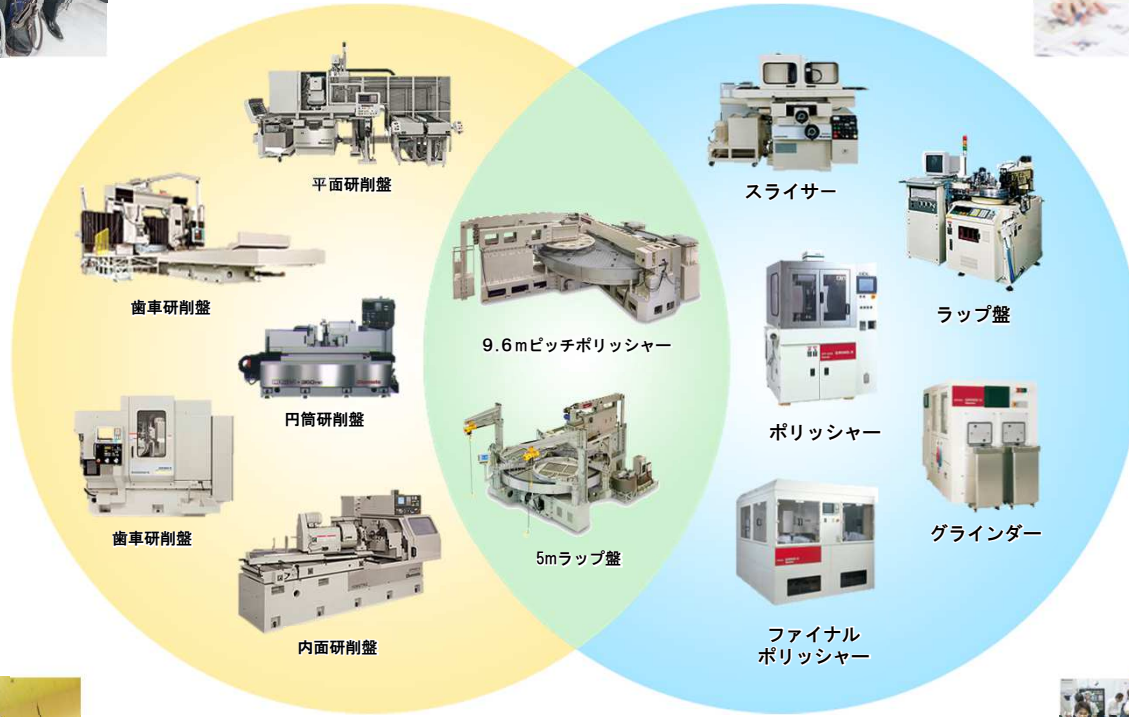 平面研削盤
歯車研削盤
円筒研削盤
歯車研削盤
内面研削盤
9.6mピッチポリッシャー
5mラップ盤
スライサー
ラップ盤
ポリッシャー
グラインダー
ファイナル
ポリッシャー